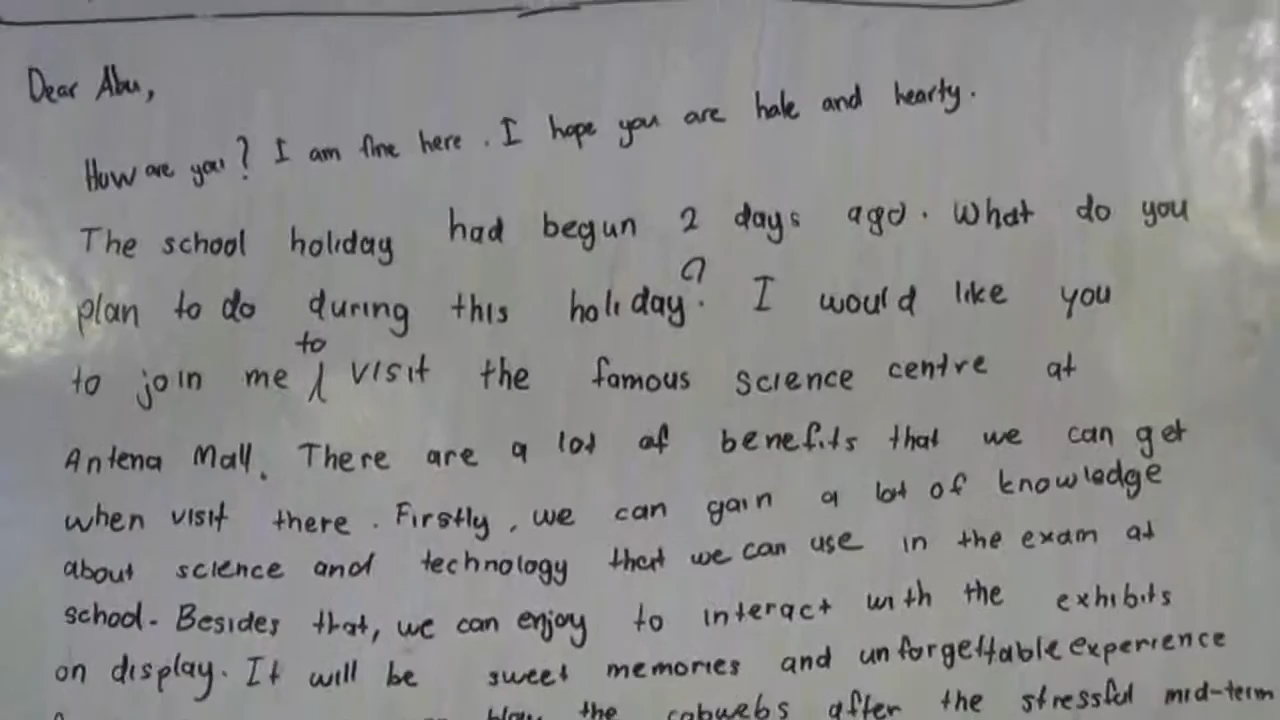 Dear Abu,
How are you? I am fine here. I hope you are hale and hearty.
The school holiday had begun 2 days ago. What do you
plan to do during this holiday? I would like you
to join me to visit the famous science centre at
Antena Mall. There are a lot of benefits that we can get
when visit there. Firstly, we can gain a lot of knowledge
about science and technology that we can use in the exam at
school. Besides that, we can enjoy to interact with the exhibits
on display. It will be sweet memories and unforgettable experience
blow the cobwebs after the stressful mid-term